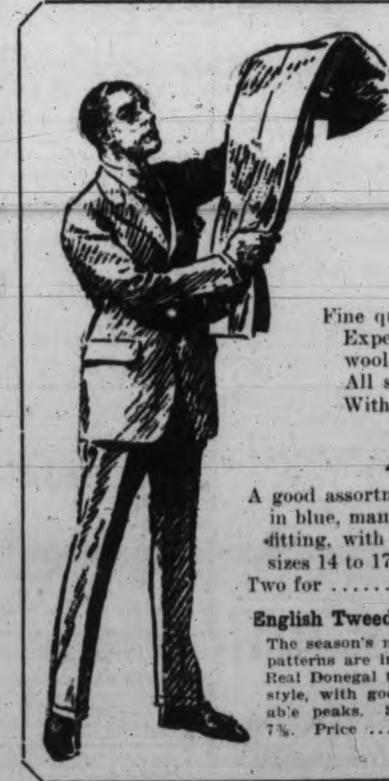 Fine qu
Expe
wool
All s
With
A good assortm
in blue, man
fitting, with
sizes 14 to 17
Two for ......
English Tweed
The season's n
patterns are in
Real Donegal t
style, with goo
able peaks. S
7⅜. Price ...